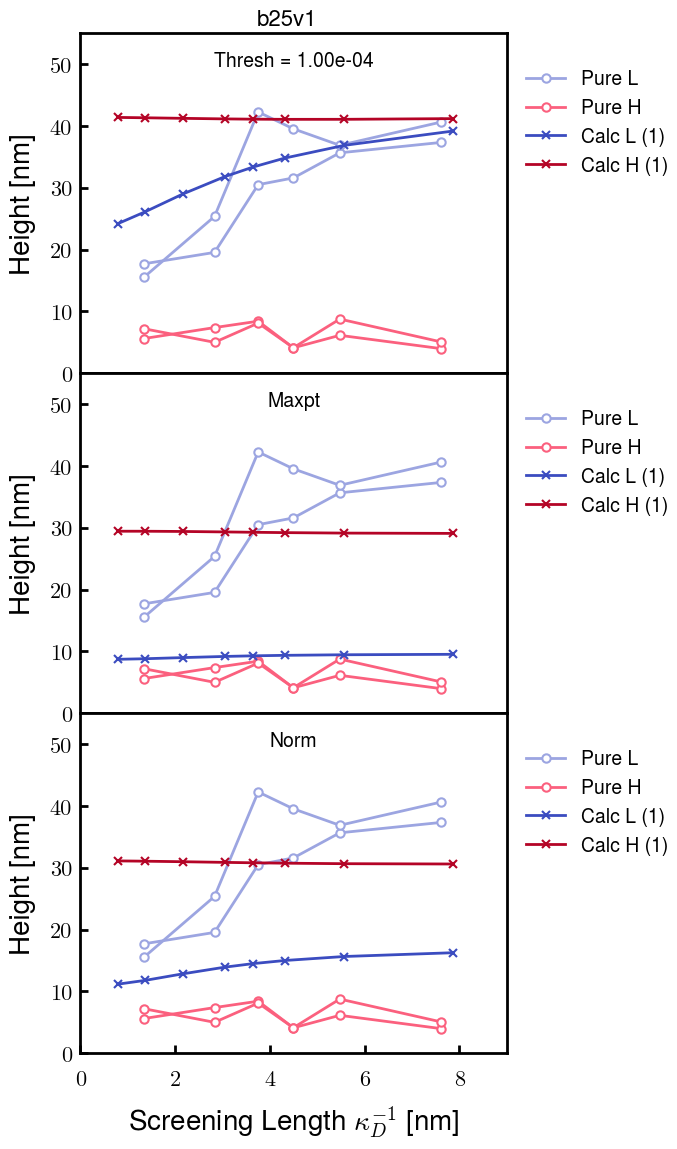 b25v1
Thresh = 1.00e-04
Height [nm]
50
40
30
20
10
0
Pure L
Pure H
Calc L (1)
Calc H (1)
Maxpt
Height [nm]
50
40
30
20
10
0
Pure L
Pure H
Calc L (1)
Calc H (1)
Norm
Height [nm]
50
40
30
20
10
0
Pure L
Pure H
Calc L (1)
Calc H (1)
0 2 4 6 8
Screening Length κ_D^{-1} [nm]